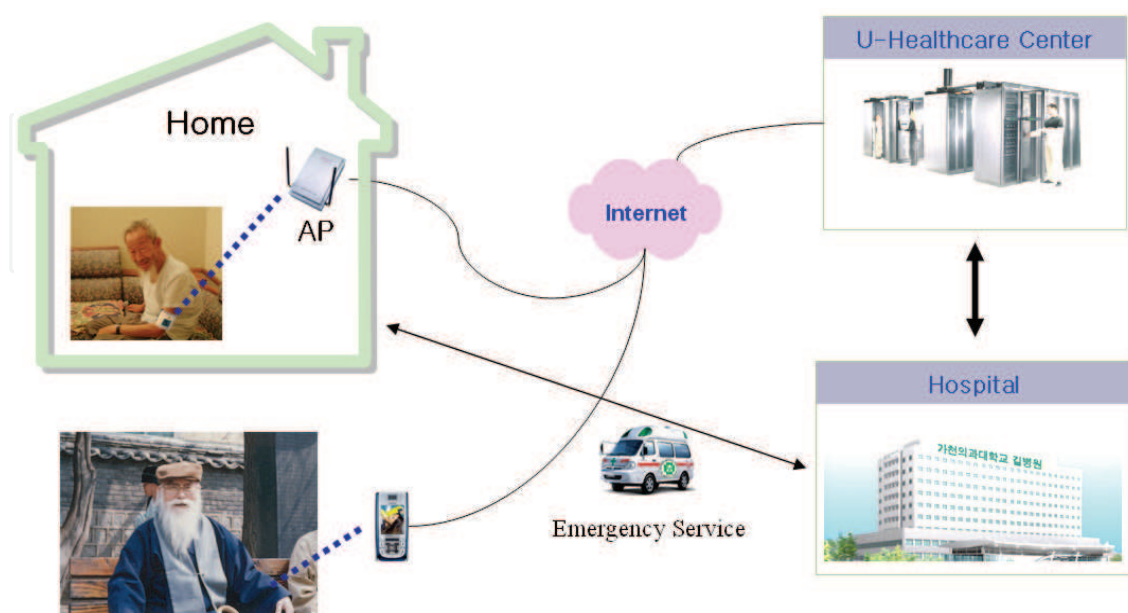 U-Healthcare Center
Home
Internet
AP
Hospital
가천의과대학교 길병원
Emergency Service